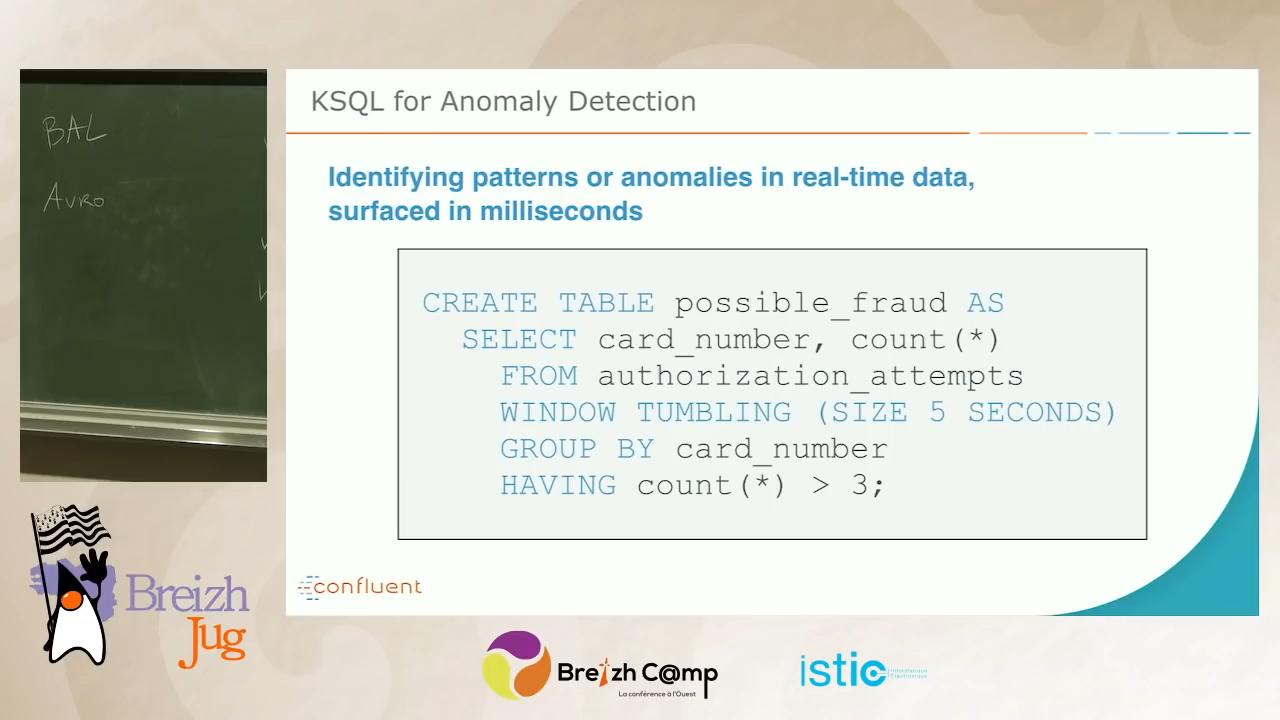 BAL
Avro
KSQL for Anomaly Detection
Identifying patterns or anomalies in real-time data,
surfaced in milliseconds
CREATE TABLE possible_fraud AS
SELECT card_number, count(*)
FROM authorization_attempts
WINDOW TUMBLING (SIZE 5 SECONDS)
GROUP BY card_number
HAVING count(*) > 3;
confluent
Breizh
Jug
Breizh C@mp
La conférence à l'Ouest
istic
Informatique
Electronique